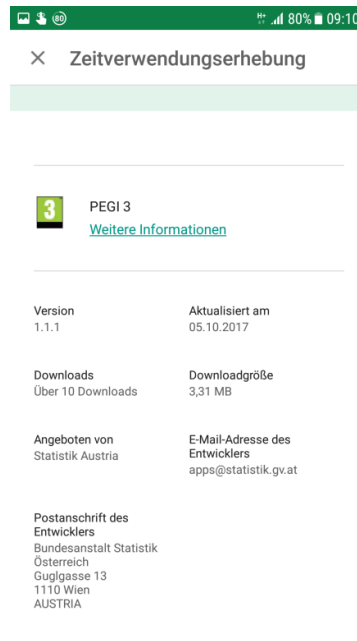 80 H+ 80% 09:10
Zeitverwendungserhebung
3 PEGI 3
Weitere Informationen
Version
1.1.1
Aktualisiert am
05.10.2017
Downloads
Über 10 Downloads
Downloadgröße
3,31 MB
Angeboten von
Statistik Austria
E-Mail-Adresse des
Entwicklers
apps@statistik.gv.at
Postanschrift des
Entwicklers
Bundesanstalt Statistik
Österreich
Guglgasse 13
1110 Wien
AUSTRIA